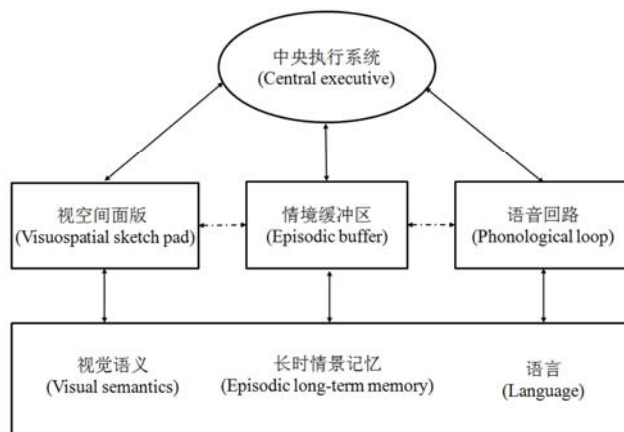 中央执行系统
(Central executive)
视空间面版
(Visuospatial sketch pad)
情境缓冲区
(Episodic buffer)
语音回路
(Phonological loop)
视觉语义
(Visual semantics)
长时情景记忆
(Episodic long-term memory)
语言
(Language)